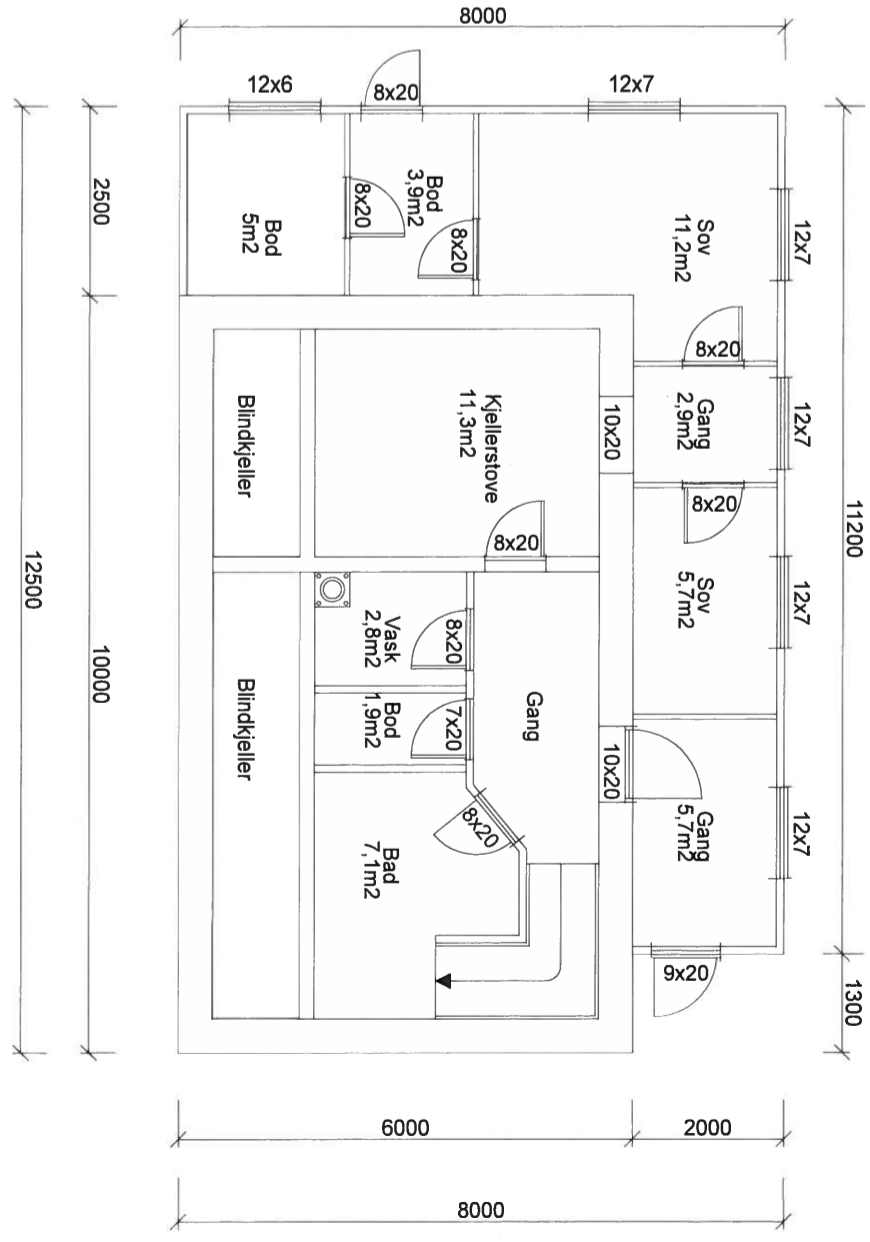 8000
12x6
8x20
12x7
2500
Bod
5m2
8x20
Bod
3,9m2
8x20
Sov
11,2m2
12x7
8x20
Blindkjeller
Kjellerstove
11,3m2
10x20
Gang
2,9m2
12x7
8x20
8x20
11200
12500
10000
Vask
2,8m2
8x20
Sov
5,7m2
12x7
Blindkjeller
Bod
1,9m2
7x20
Gang
10x20
8x20
Bad
7,1m2
Gang
5,7m2
12x7
9x20
1300
6000
2000
8000